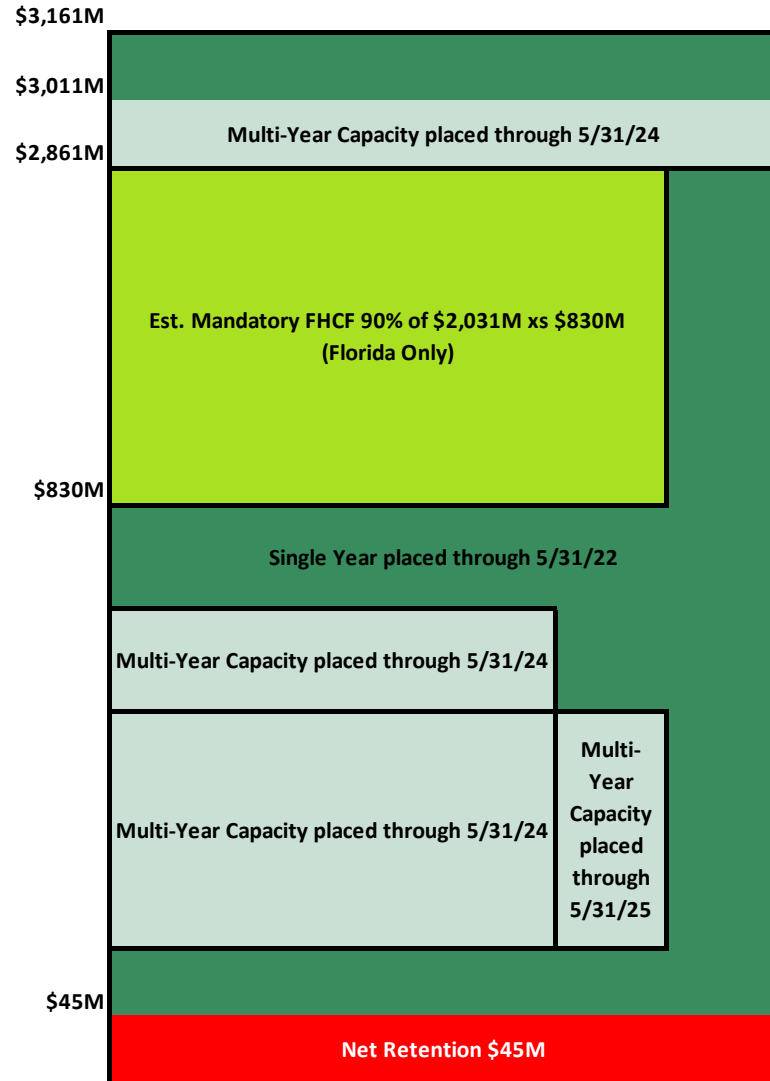 $3,161M
$3,011M
Multi-Year Capacity placed through 5/31/24
$2,861M
Est. Mandatory FHCF 90% of $2,031M xs $830M
(Florida Only)
$830M
Single Year placed through 5/31/22
Multi-Year Capacity placed through 5/31/24
Multi-Year Capacity placed through 5/31/24
Multi-
Year
Capacity
placed
through
5/31/25
$45M
Net Retention $45M